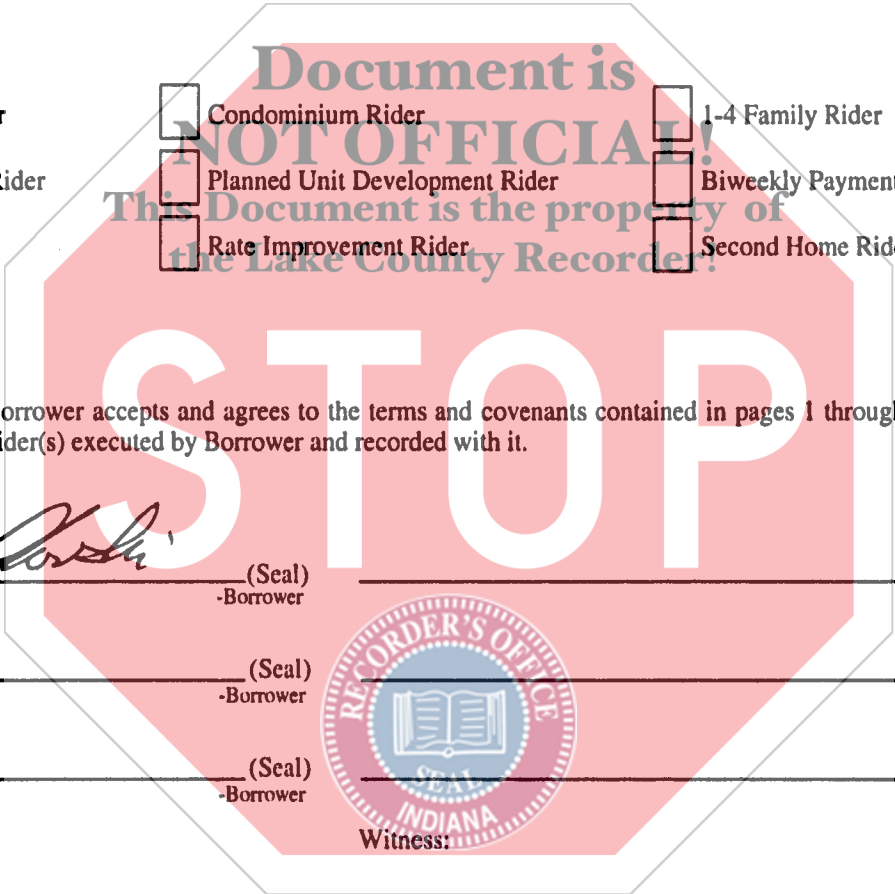 Document is
r Condominium Rider 1-4 Family Rider
NOT OFFICIAL!
Rider Planned Unit Development Rider Biweekly Payment
This Document is the property of
Rate Improvement Rider Second Home Ride
the Lake County Recorder!
STOP
orrower accepts and agrees to the terms and covenants contained in pages 1 through
ider(s) executed by Borrower and recorded with it.
(Seal)
-Borrower
RECORDER'S OFFICE
(Seal)
-Borrower
SEAL
(Seal)
-Borrower
INDIANA
Witness: